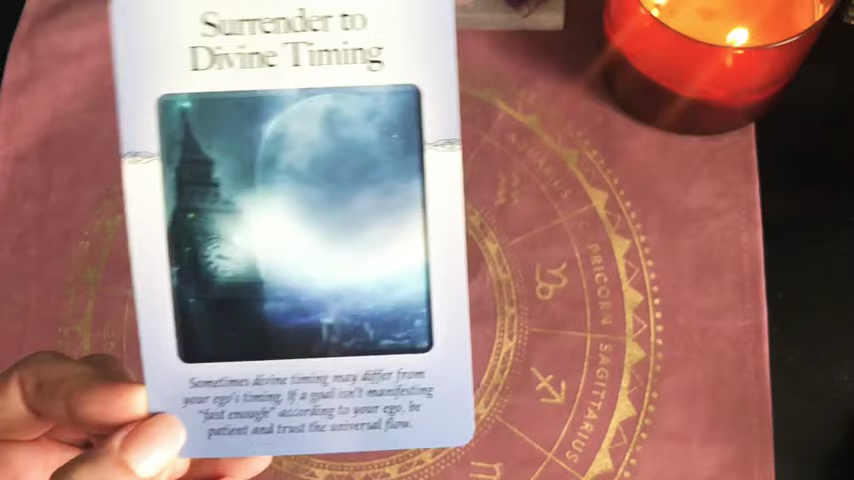 Surrender to
Divine Timing
Sometimes divine timing may differ from
your ego's timing. If a goal isn't manifesting
"fast enough" according to your ego, be
patient and trust the universal flow.
AQUARIUS
PRICORN
SAGITTARIUS